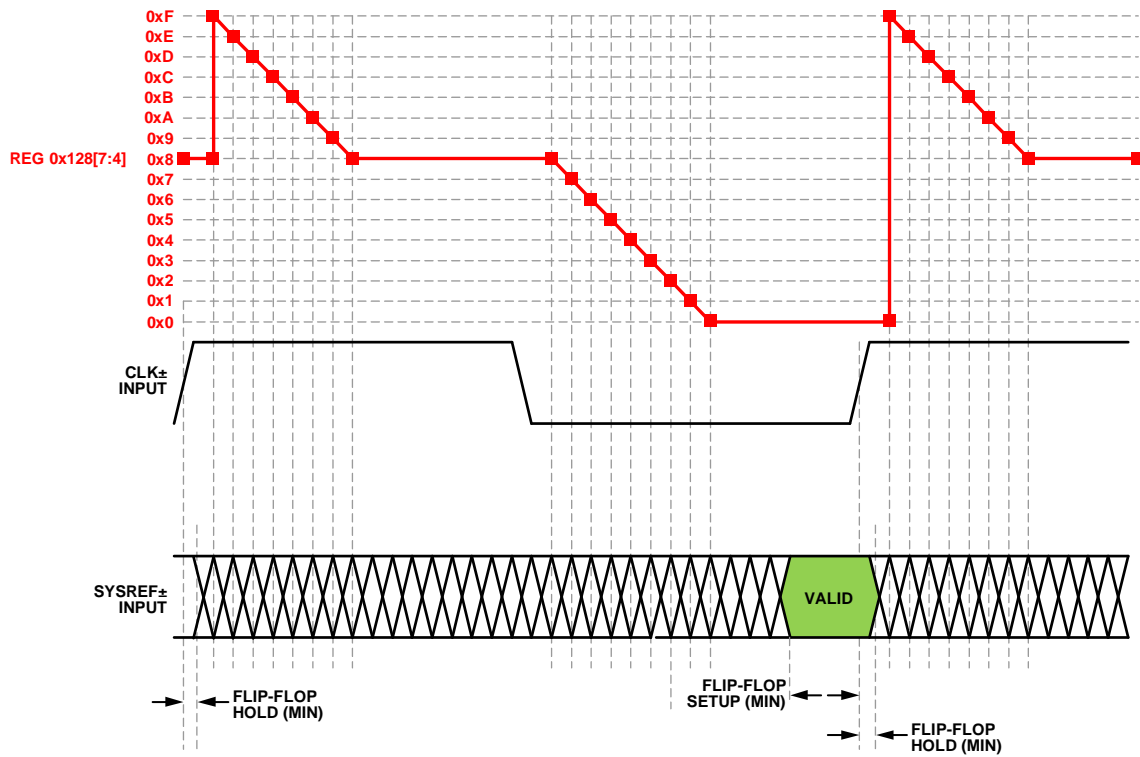 0xF
0xE
0xD
0xC
0xB
0xA
0x9
REG 0x128[7:4] 0x8
0x7
0x6
0x5
0x4
0x3
0x2
0x1
0x0
CLK±
INPUT
SYSREF±
INPUT
VALID
FLIP-FLOP
HOLD (MIN)
FLIP-FLOP
SETUP (MIN)
FLIP-FLOP
HOLD (MIN)